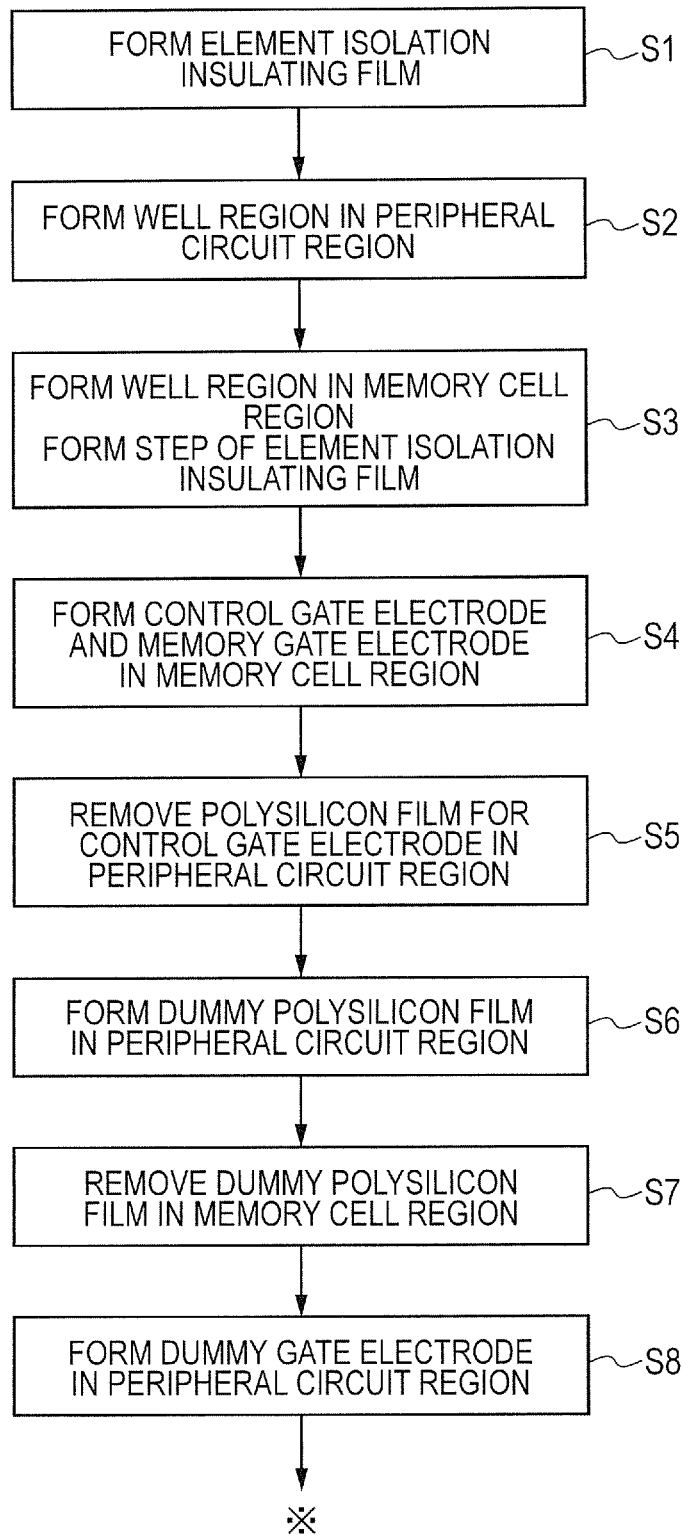 FORM ELEMENT ISOLATION
INSULATING FILM
S1
FORM WELL REGION IN PERIPHERAL
CIRCUIT REGION
S2
FORM WELL REGION IN MEMORY CELL
REGION
FORM STEP OF ELEMENT ISOLATION
INSULATING FILM
S3
FORM CONTROL GATE ELECTRODE
AND MEMORY GATE ELECTRODE
IN MEMORY CELL REGION
S4
REMOVE POLYSILICON FILM FOR
CONTROL GATE ELECTRODE IN
PERIPHERAL CIRCUIT REGION
S5
FORM DUMMY POLYSILICON FILM
IN PERIPHERAL CIRCUIT REGION
S6
REMOVE DUMMY POLYSILICON
FILM IN MEMORY CELL REGION
S7
FORM DUMMY GATE ELECTRODE
IN PERIPHERAL CIRCUIT REGION
S8
※